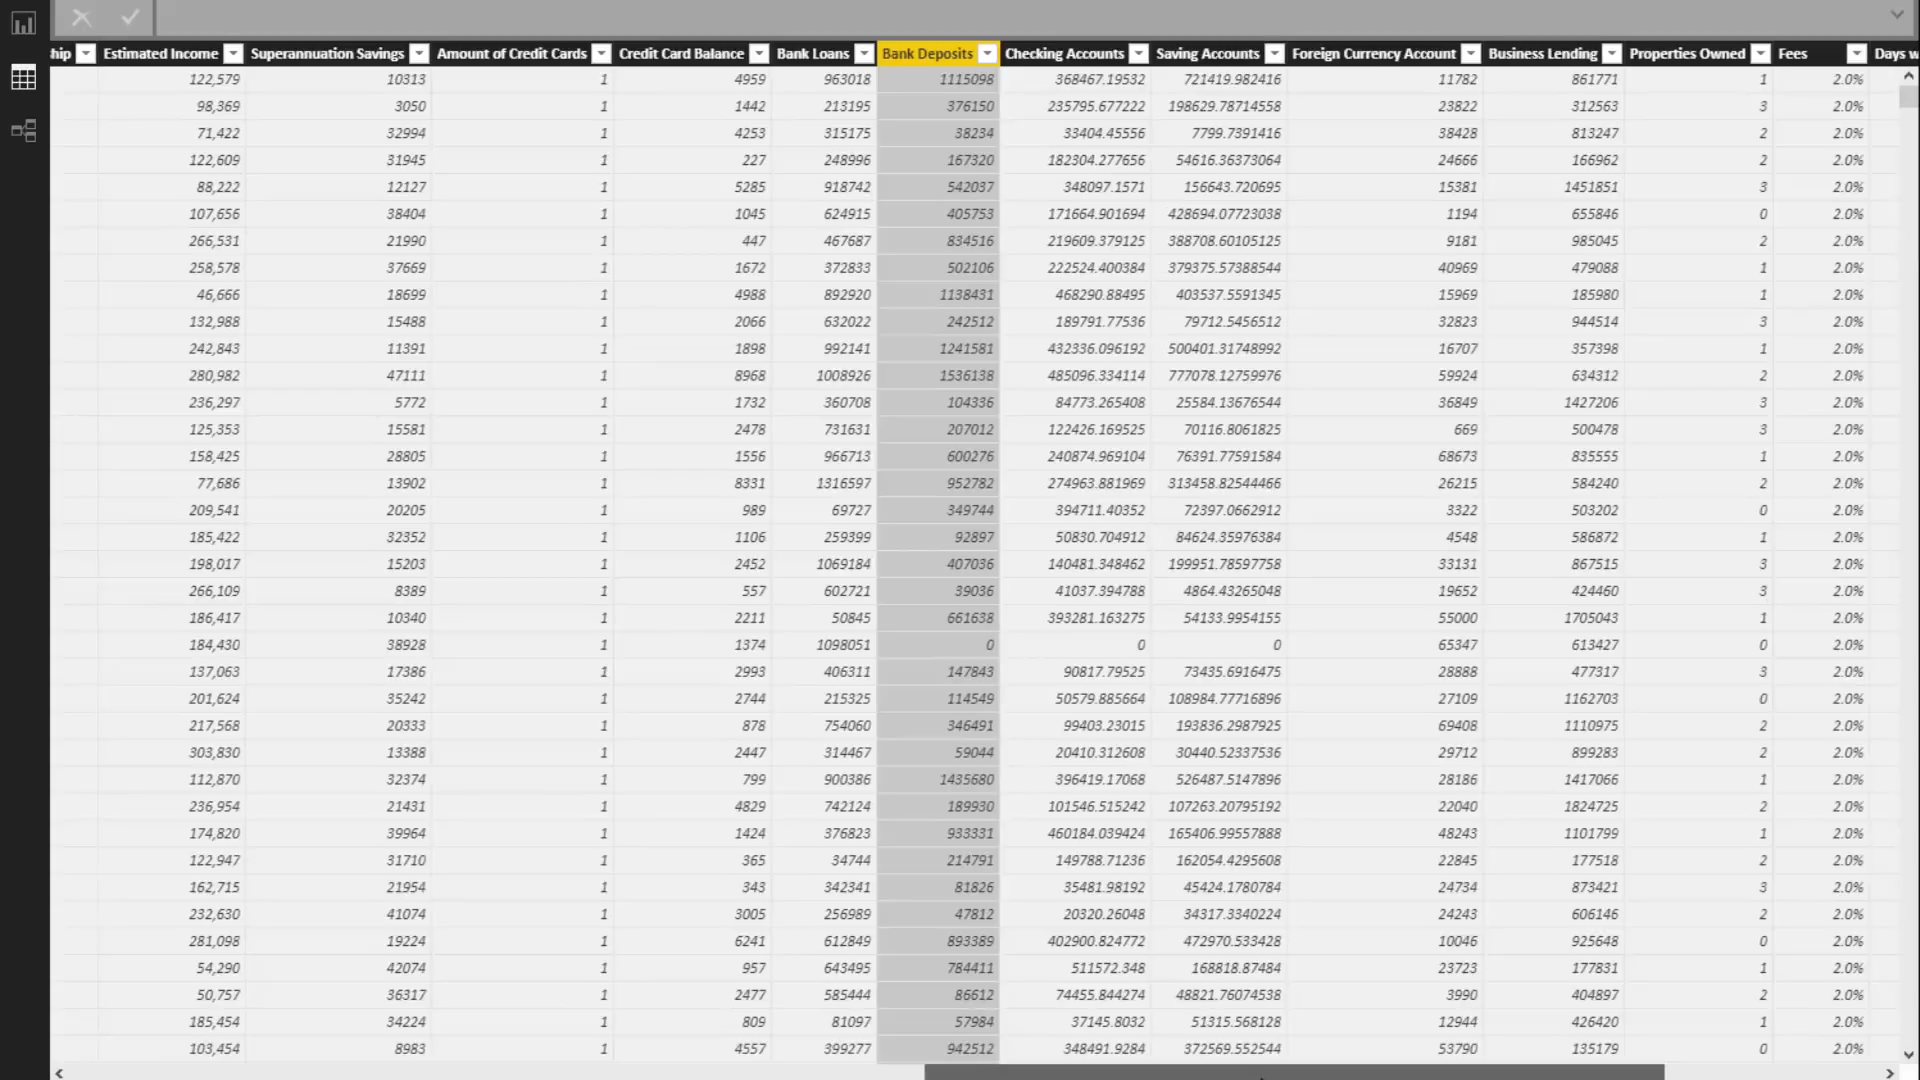 hip Estimated Income Superannuation Savings Amount of Credit Cards Credit Card Balance Bank Loans Bank Deposits Checking Accounts Saving Accounts Foreign Currency Account Business Lending Properties Owned Fees Days w
122,579 10313 1 4959 963018 1115098 368467.19532 721419.982416 11782 861771 1 2.0%
98,369 3050 1 1442 213195 376150 235795.677222 198629.78714558 23822 312563 3 2.0%
71,422 32994 1 4253 315175 38234 33404.45556 7799.7391416 38428 813247 2 2.0%
122,609 31945 1 227 248996 167320 182304.277656 54616.36373064 24666 166962 2 2.0%
88,222 12127 1 5285 918742 542037 348097.1571 156643.720695 15381 1451851 3 2.0%
107,656 38404 1 1045 624915 405753 171664.901694 428694.07723038 1194 655846 0 2.0%
266,531 21990 1 447 467687 834516 219609.379125 388708.60105125 9181 985045 2 2.0%
258,578 37669 1 1672 372833 502106 222524.400384 379375.57388544 40969 479088 1 2.0%
46,666 18699 1 4988 892920 1138431 468290.88495 403537.5591345 15969 185980 1 2.0%
132,988 15488 1 2066 632022 242512 189791.77536 79712.5456512 32823 944514 3 2.0%
242,843 11391 1 1898 992141 1241581 432336.096192 500401.31748992 16707 357398 1 2.0%
280,982 47111 1 8968 1008926 1536138 485096.334114 777078.12759976 59924 634312 2 2.0%
236,297 5772 1 1732 360708 104336 84773.265408 25584.13676544 36849 1427206 3 2.0%
125,353 15581 1 2478 731631 207012 122426.169525 70116.8061825 669 500478 3 2.0%
158,425 28805 1 1556 966713 600276 240874.969104 76391.77591584 68673 835555 1 2.0%
77,686 13902 1 8331 1316597 952782 274963.881969 313458.82544466 26215 584240 2 2.0%
209,541 20205 1 989 69727 349744 394711.40352 72397.0662912 3322 503202 0 2.0%
185,422 32352 1 1106 259399 92897 50830.704912 84624.35976384 4548 586872 1 2.0%
198,017 15203 1 2452 1069184 407036 140481.348462 199951.78597758 33131 867515 3 2.0%
266,109 8389 1 557 602721 39036 41037.394788 4864.43265048 19652 424460 3 2.0%
186,417 10340 1 2211 50845 661638 393281.163275 54133.9954155 55000 1705043 1 2.0%
184,430 38928 1 1374 1098051 0 0 0 65347 613427 0 2.0%
137,063 17386 1 2993 406311 147843 90817.79525 73435.6916475 28888 477317 3 2.0%
201,624 35242 1 2744 215325 114549 50579.885664 108984.77716896 27109 1162703 0 2.0%
217,568 20333 1 878 754060 346491 99403.23015 193836.2987925 69408 1110975 2 2.0%
303,830 13388 1 2447 314467 59044 20410.312608 30440.52337536 29712 899283 2 2.0%
112,870 32374 1 799 900386 1435680 396419.17068 526487.5147896 28186 1417066 1 2.0%
236,954 21431 1 4829 742124 189930 101546.515242 107263.20795192 22040 1824725 2 2.0%
174,820 39964 1 1424 376823 933331 460184.039424 165406.99557888 48243 1101799 1 2.0%
122,947 31710 1 365 34744 214791 149788.71236 162054.4295608 22845 177518 2 2.0%
162,715 21954 1 343 342341 81826 35481.98192 45424.1780784 24734 873421 3 2.0%
232,630 41074 1 3005 256989 47812 20320.26048 34317.3340224 24243 606146 2 2.0%
281,098 19224 1 6241 612849 893389 402900.824772 472970.533428 10046 925648 0 2.0%
54,290 42074 1 957 643495 784411 511572.348 168818.87484 23723 177831 1 2.0%
50,757 36317 1 2477 585444 86612 74455.844274 48821.76074538 3990 404897 2 2.0%
185,454 34224 1 809 81097 57984 37145.8032 51315.568128 12944 426420 1 2.0%
103,454 8983 1 4557 399277 942512 348491.9284 372569.552544 53790 135179 0 2.0%